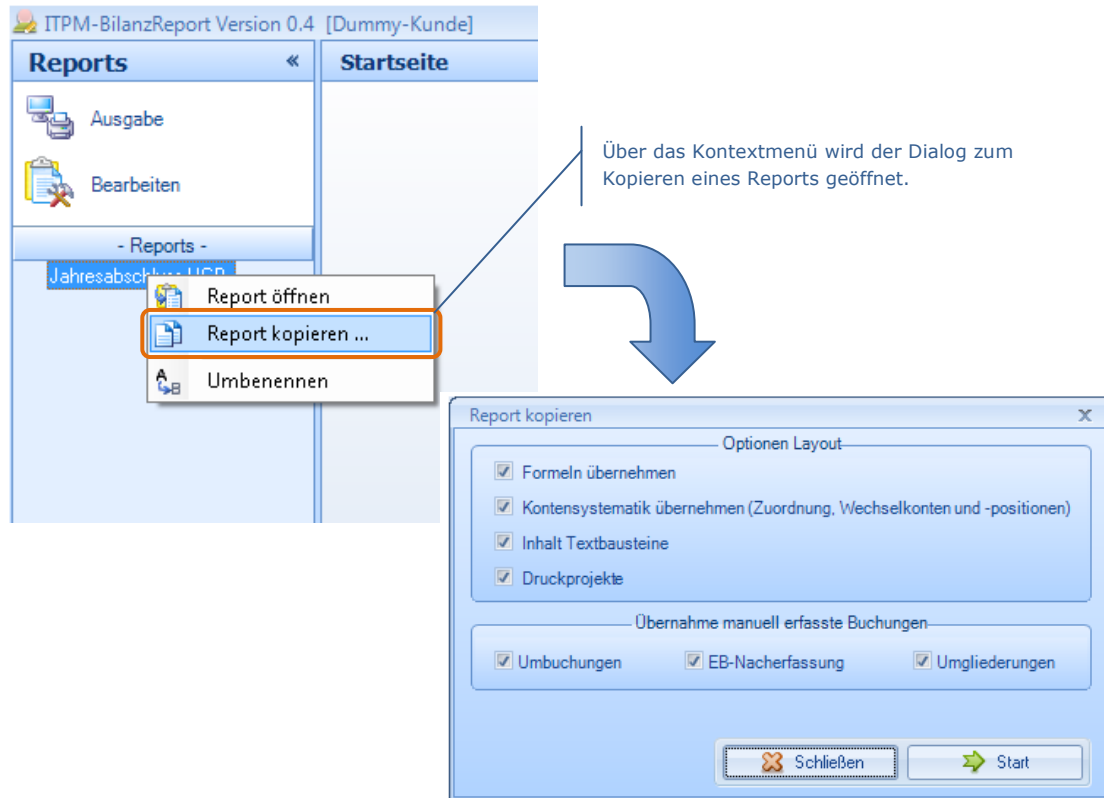 ITPM-BilanzReport Version 0.4 [Dummy-Kunde]
Reports «
Startseite
Ausgabe
Bearbeiten
- Reports -
Über das Kontextmenü wird der Dialog zum
Kopieren eines Reports geöffnet.
Report öffnen
Report kopieren ...
Umbenennen
Report kopieren x
Optionen Layout
Formeln übernehmen
Kontensystematik übernehmen (Zuordnung, Wechselkonten und -positionen)
Inhalt Textbausteine
Druckprojekte
Übernahme manuell erfasste Buchungen
Umbuchungen EB-Nacherfassung Umgliederungen
Schließen Start